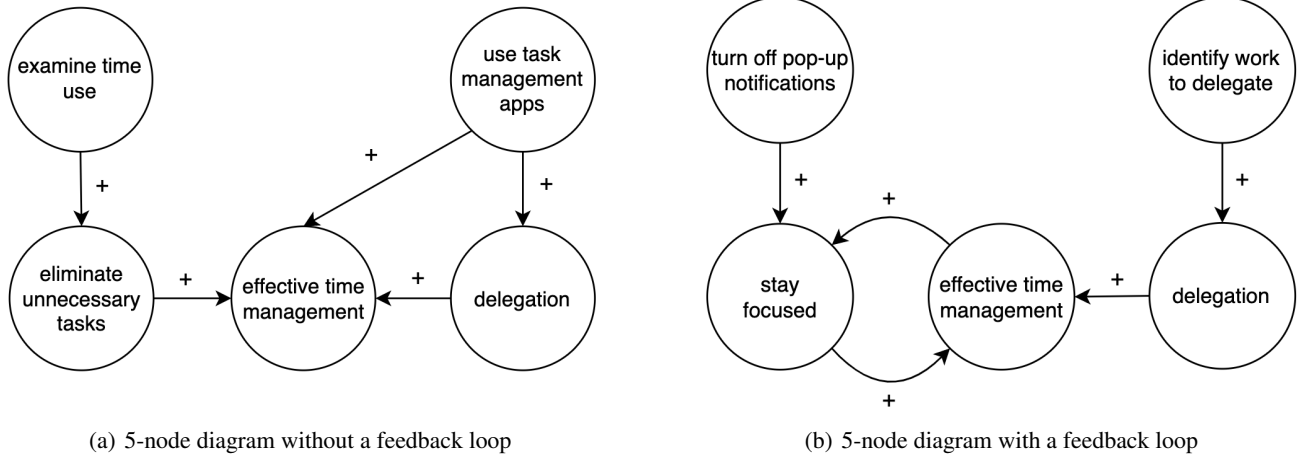 examine time
use
use task
management
apps
+
+
+
eliminate
unnecessary
tasks
+
effective time
management
+
delegation
(a) 5-node diagram without a feedback loop
turn off pop-up
notifications
identify work
to delegate
+
+
+
stay
focused
effective time
management
+
delegation
+
(b) 5-node diagram with a feedback loop